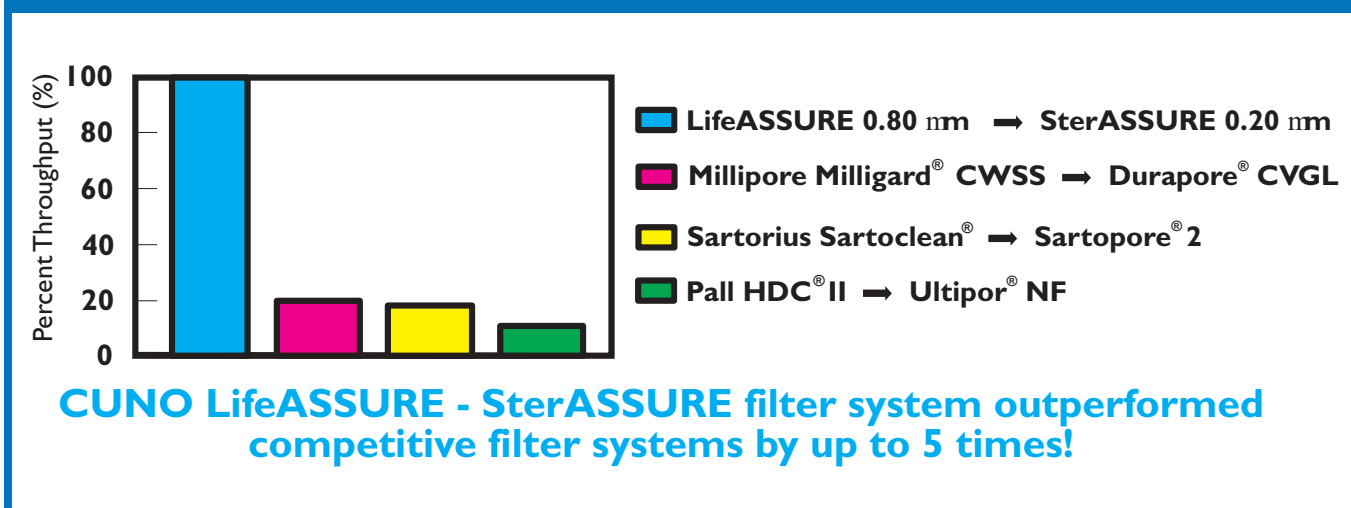 Percent Throughput (%)
100
80
60
40
20
0
LifeASSURE 0.80 mm → SterASSURE 0.20 mm
Millipore Milligard® CWSS → Durapore® CVGL
Sartorius Sartoclean® → Sartopore® 2
Pall HDC® II → Ultipor® NF
CUNO LifeASSURE - SterASSURE filter system outperformed
competitive filter systems by up to 5 times!